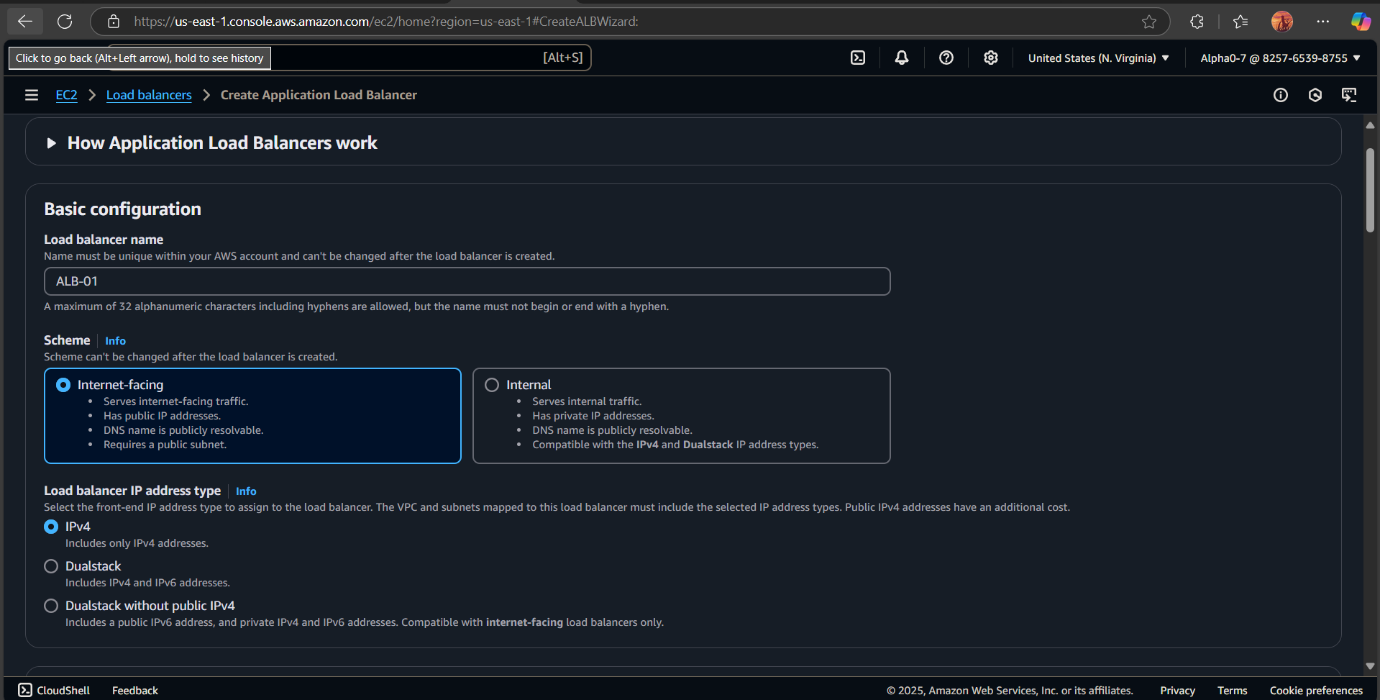 https://us-east-1.console.aws.amazon.com/ec2/home?region=us-east-1#CreateALBWizard:
Click to go back (Alt+Left arrow), hold to see history
[Alt+S]
United States (N. Virginia) ▼
Alpha0-7 @ 8257-6539-8755 ▼
EC2 > Load balancers > Create Application Load Balancer
How Application Load Balancers work
Basic configuration
Load balancer name
Name must be unique within your AWS account and can't be changed after the load balancer is created.
ALB-01
A maximum of 32 alphanumeric characters including hyphens are allowed, but the name must not begin or end with a hyphen.
Scheme | Info
Scheme can't be changed after the load balancer is created.
Internet-facing
• Serves internet-facing traffic.
• Has public IP addresses.
• DNS name is publicly resolvable.
• Requires a public subnet.
Internal
• Serves internal traffic.
• Has private IP addresses.
• DNS name is publicly resolvable.
• Compatible with the IPv4 and Dualstack IP address types.
Load balancer IP address type | Info
Select the front-end IP address type to assign to the load balancer. The VPC and subnets mapped to this load balancer must include the selected IP address types. Public IPv4 addresses have an additional cost.
IPv4
Includes only IPv4 addresses.
Dualstack
Includes IPv4 and IPv6 addresses.
Dualstack without public IPv4
Includes a public IPv6 address, and private IPv4 and IPv6 addresses. Compatible with internet-facing load balancers only.
CloudShell
Feedback
© 2025, Amazon Web Services, Inc. or its affiliates.
Privacy
Terms
Cookie preferences